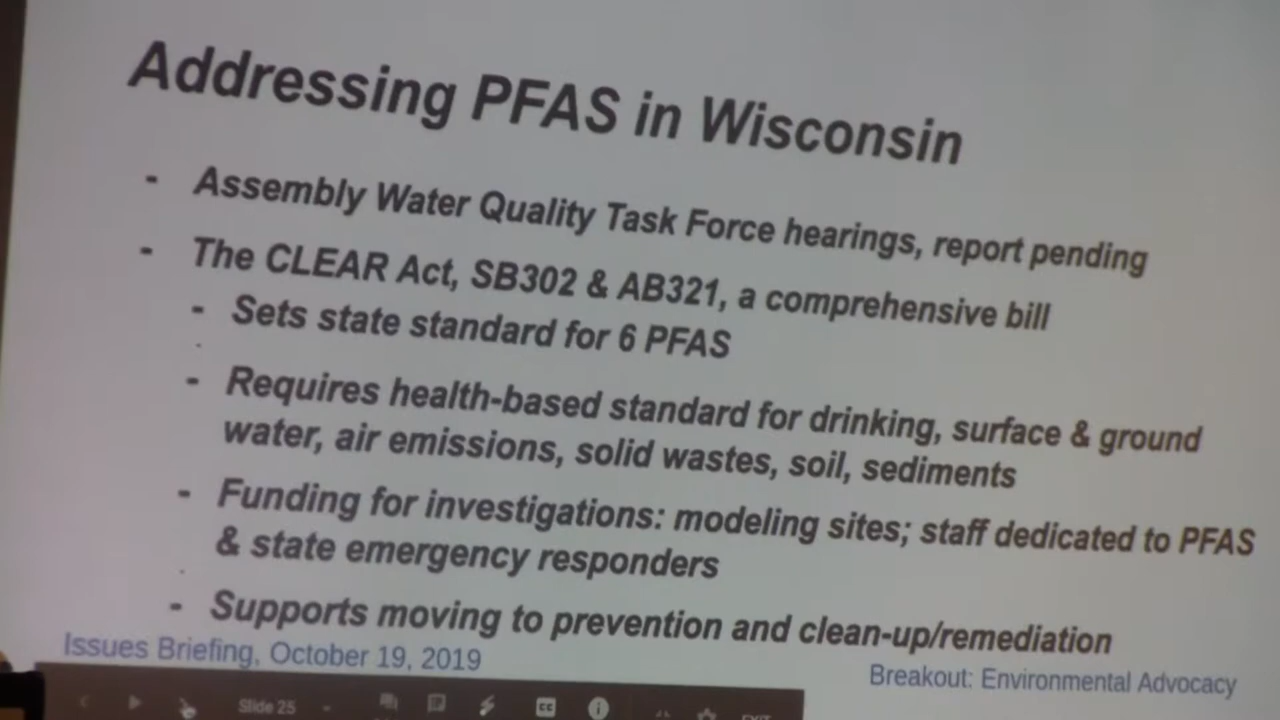 Addressing PFAS in Wisconsin
- Assembly Water Quality Task Force hearings, report pending
- The CLEAR Act, SB302 & AB321, a comprehensive bill
- Sets state standard for 6 PFAS
- Requires health-based standard for drinking, surface & ground
water, air emissions, solid wastes, soil, sediments
- Funding for investigations: modeling sites; staff dedicated to PFAS
& state emergency responders
- Supports moving to prevention and clean-up/remediation
Issues Briefing, October 19, 2019
Breakout: Environmental Advocacy
Slide 25
CC
EXIT